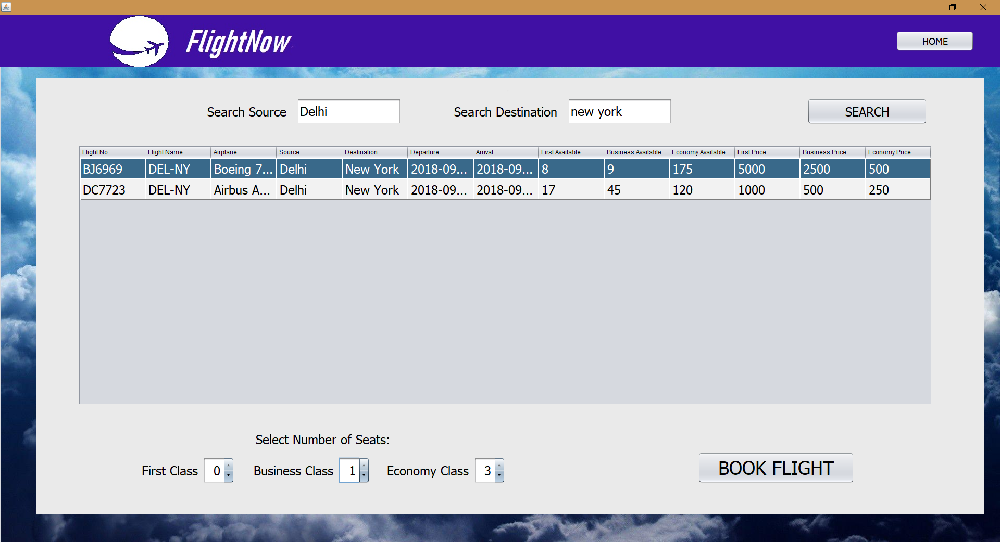 FlightNow
HOME
Search Source Delhi Search Destination new york SEARCH
Flight No. Flight Name Airplane Source Destination Departure Arrival First Available Business Available Economy Available First Price Business Price Economy Price
BJ6969 DEL-NY Boeing 7... Delhi New York 2018-09... 2018-09... 8 9 175 5000 2500 500
DC7723 DEL-NY Airbus A... Delhi New York 2018-09... 2018-09... 17 45 120 1000 500 250
Select Number of Seats:
First Class 0 Business Class 1 Economy Class 3 BOOK FLIGHT